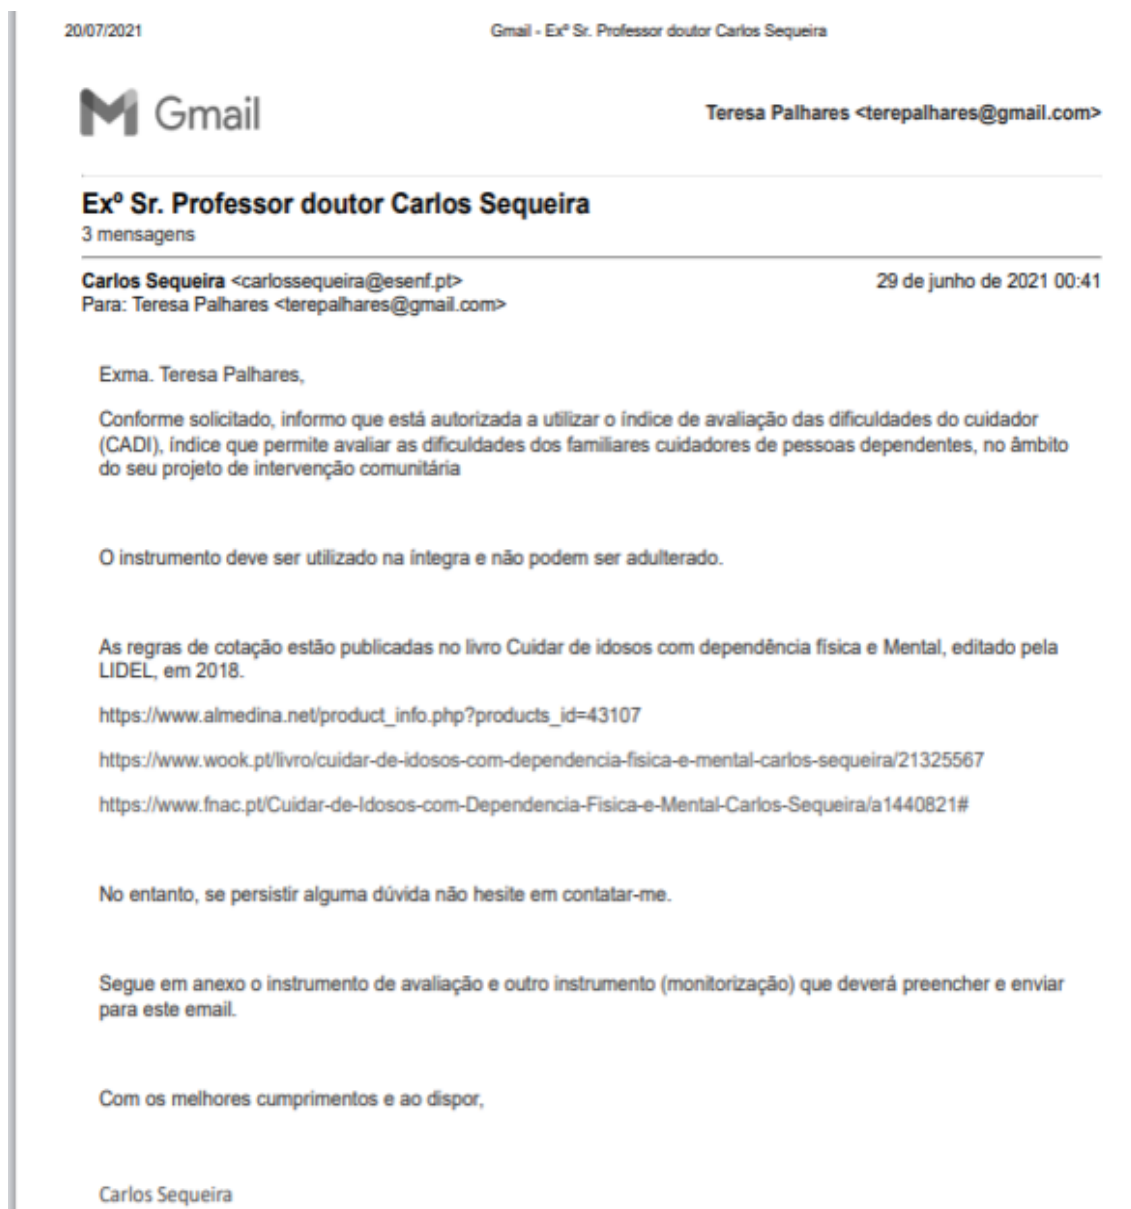 20/07/2021 Gmail - Exº Sr. Professor doutor Carlos Sequeira
Gmail Teresa Palhares <terepalhares@gmail.com>
Exº Sr. Professor doutor Carlos Sequeira
3 mensagens
Carlos Sequeira <carlossequeira@esenf.pt> 29 de junho de 2021 00:41
Para: Teresa Palhares <terepalhares@gmail.com>
Exma. Teresa Palhares,
Conforme solicitado, informo que está autorizada a utilizar o índice de avaliação das dificuldades do cuidador
(CADI), índice que permite avaliar as dificuldades dos familiares cuidadores de pessoas dependentes, no âmbito
do seu projeto de intervenção comunitária
O instrumento deve ser utilizado na íntegra e não podem ser adulterado.
As regras de cotação estão publicadas no livro Cuidar de idosos com dependência física e Mental, editado pela
LIDEL, em 2018.
https://www.almedina.net/product_info.php?products_id=43107
https://www.wook.pt/livro/cuidar-de-idosos-com-dependencia-fisica-e-mental-carlos-sequeira/21325567
https://www.fnac.pt/Cuidar-de-Idosos-com-Dependencia-Fisica-e-Mental-Carlos-Sequeira/a1440821#
No entanto, se persistir alguma dúvida não hesite em contatar-me.
Segue em anexo o instrumento de avaliação e outro instrumento (monitorização) que deverá preencher e enviar
para este email.
Com os melhores cumprimentos e ao dispor,
Carlos Sequeira